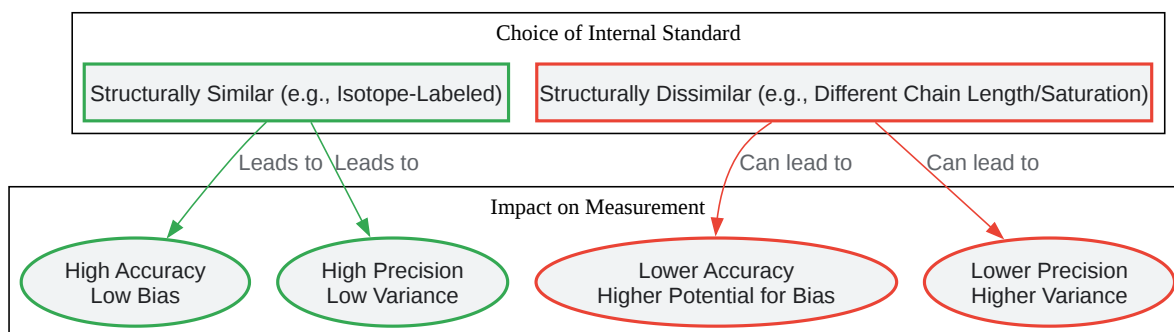 Choice of Internal Standard
Structurally Similar (e.g., Isotope-Labeled)
Structurally Dissimilar (e.g., Different Chain Length/Saturation)
Leads to
Leads to
Can lead to
Can lead to
Impact on Measurement
High Accuracy
Low Bias
High Precision
Low Variance
Lower Accuracy
Higher Potential for Bias
Lower Precision
Higher Variance